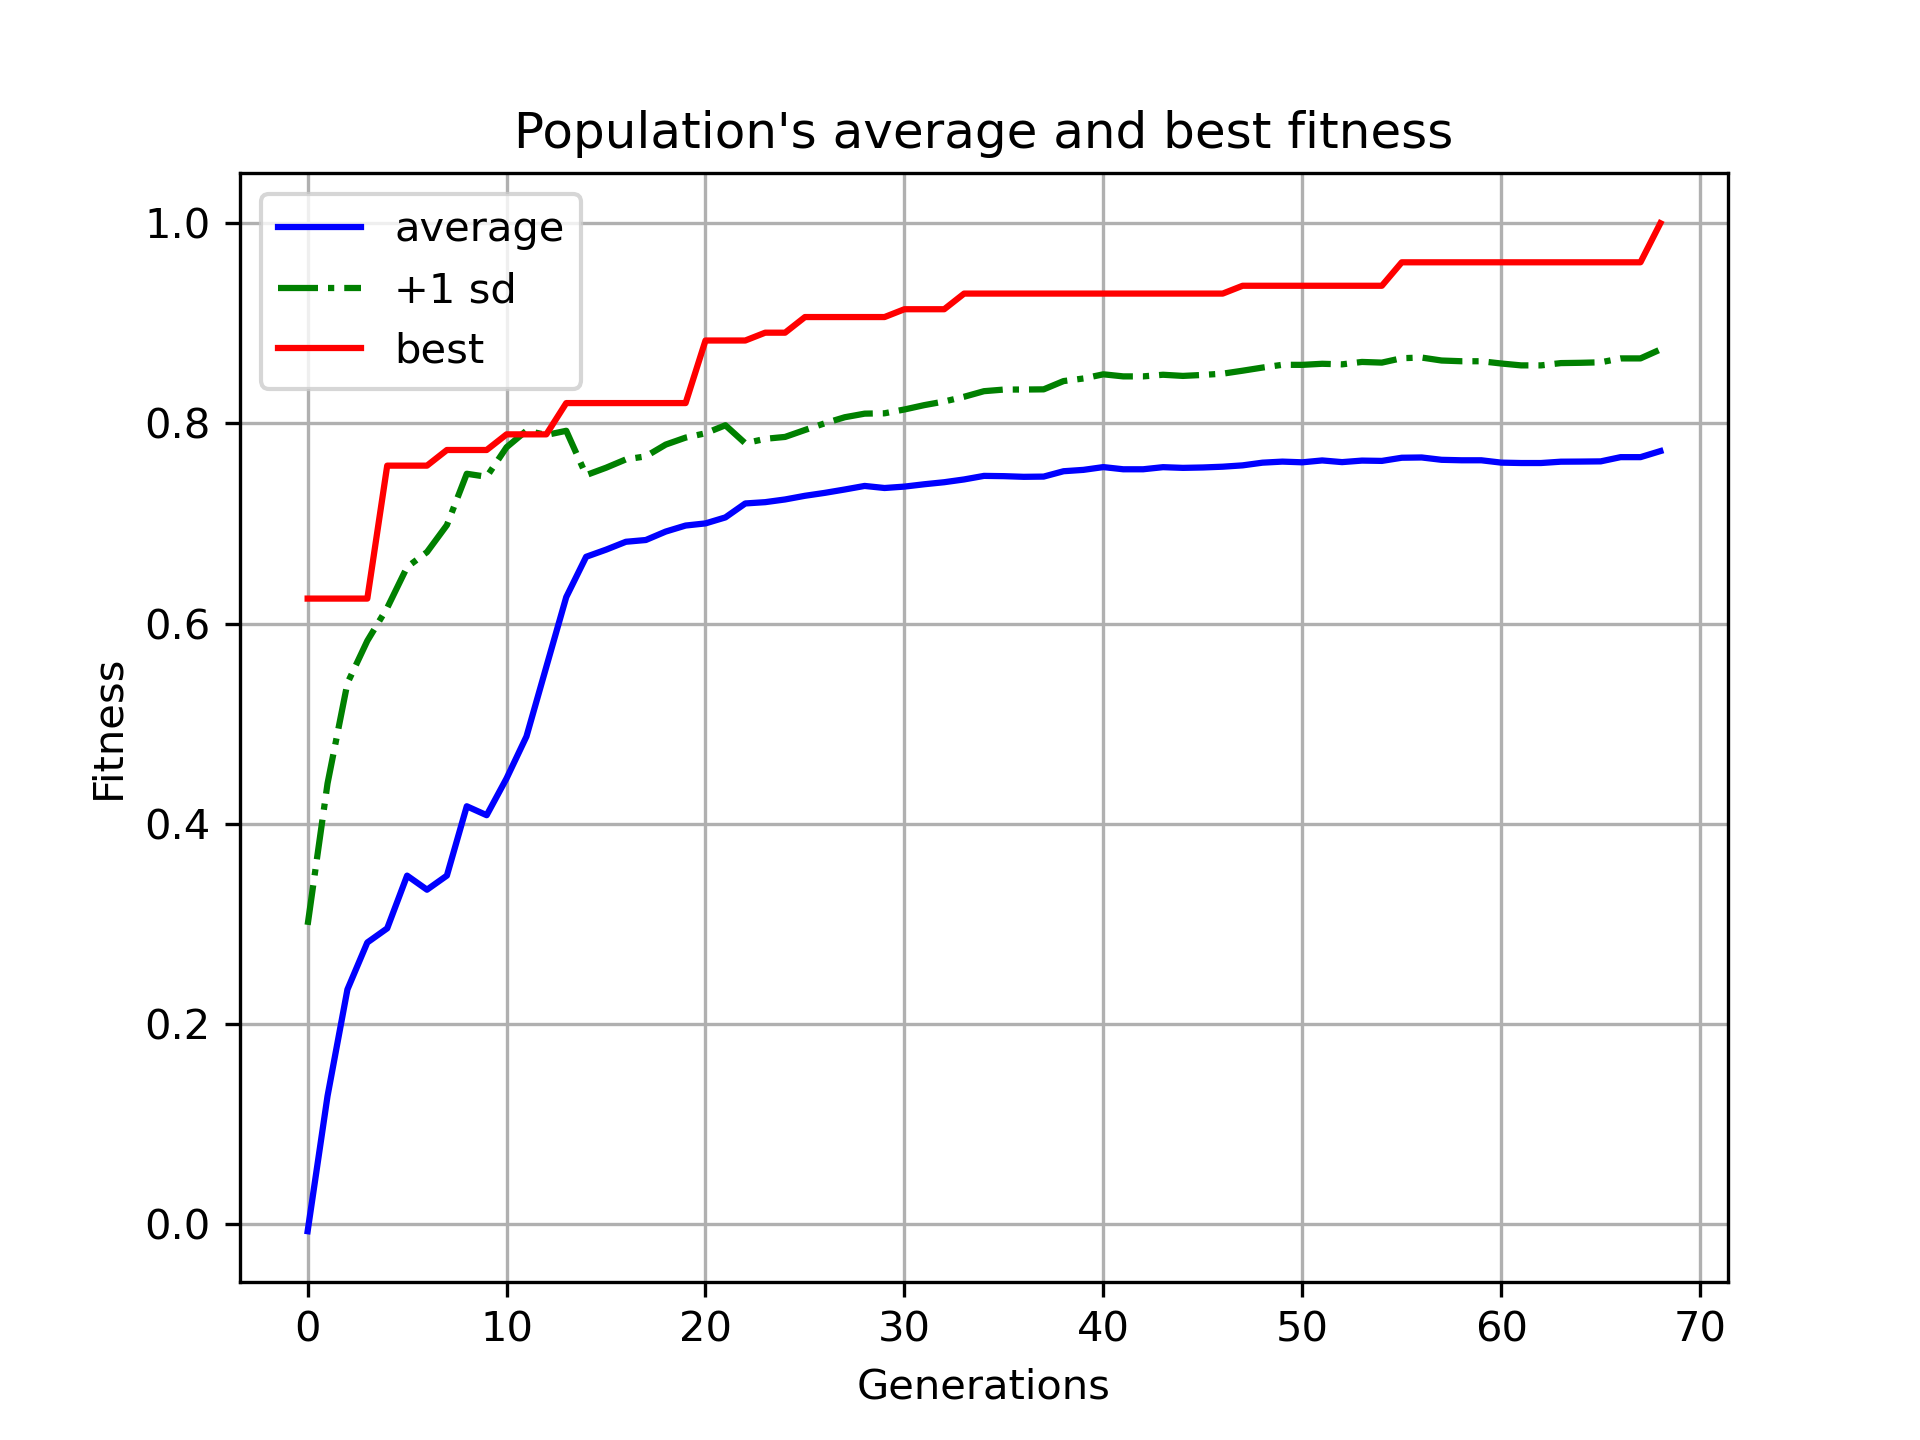 Population's average and best fitness
average
+1 sd
best
1.0
0.8
0.6
0.4
0.2
0.0
Fitness
0 10 20 30 40 50 60 70
Generations